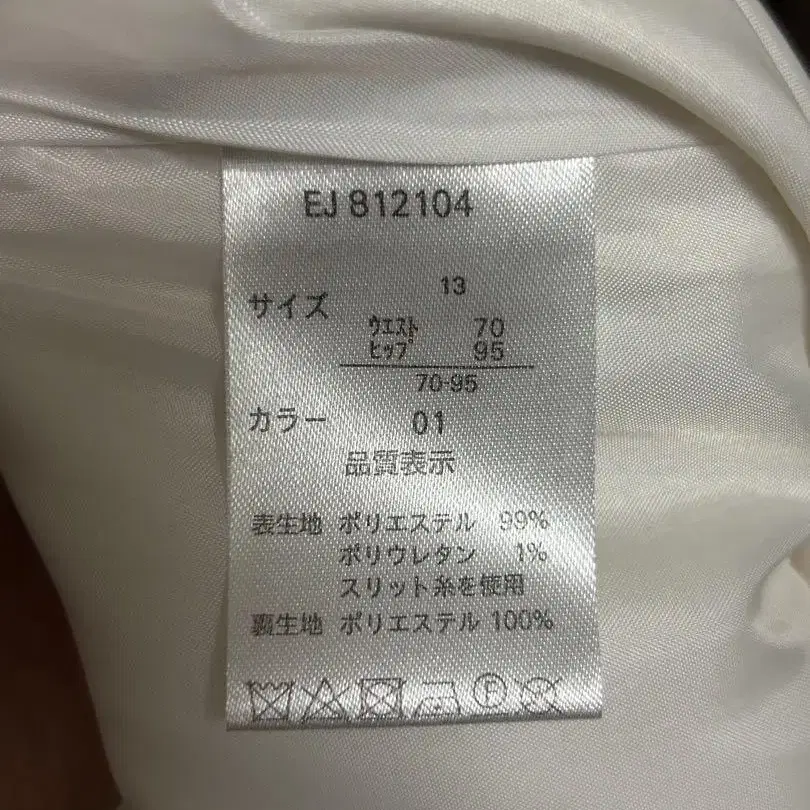 EJ 812104
サイズ 13
ウエスト 70
ヒップ 95
70-95
カラー 01
品質表示
表生地 ポリエステル 99%
ポリウレタン 1%
スリット糸を使用
裏生地 ポリエステル 100%
P